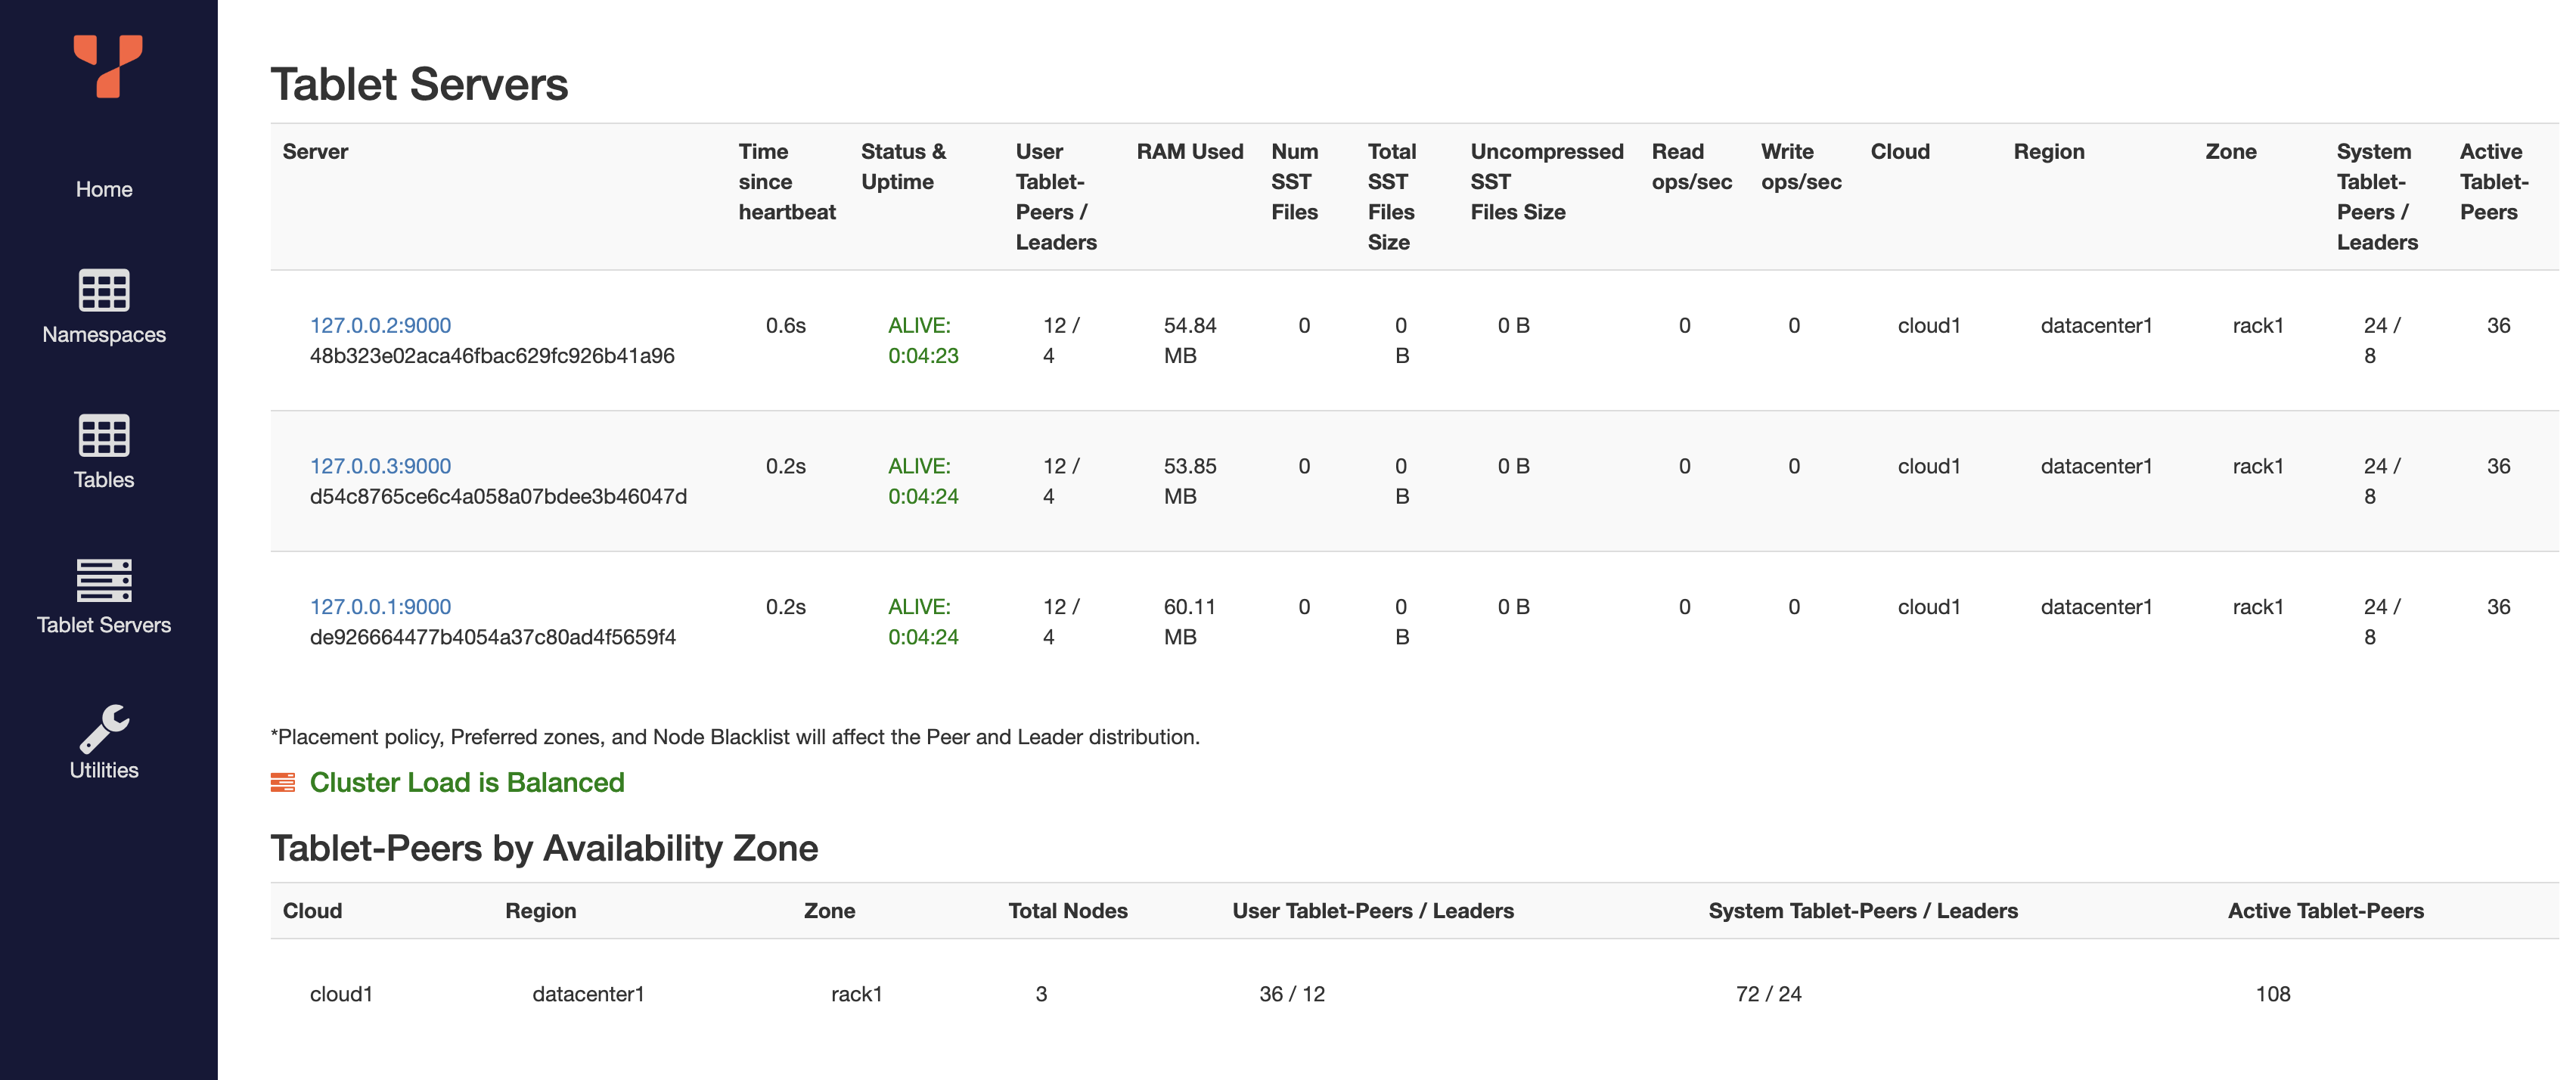 Home
Namespaces
Tables
Tablet Servers
Utilities
Tablet Servers
Server Time since heartbeat Status & Uptime User Tablet-Peers / Leaders RAM Used Num SST Files Total SST Files Size Uncompressed SST Files Size Read ops/sec Write ops/sec Cloud Region Zone System Tablet-Peers / Leaders Active Tablet-Peers
127.0.0.2:9000 0.6s ALIVE: 12 / 54.84 0 0 0 B 0 0 cloud1 datacenter1 rack1 24 / 36
48b323e02aca46fbac629fc926b41a96 0:04:23 4 MB B 8
127.0.0.3:9000 0.2s ALIVE: 12 / 53.85 0 0 0 B 0 0 cloud1 datacenter1 rack1 24 / 36
d54c8765ce6c4a058a07bdee3b46047d 0:04:24 4 MB B 8
127.0.0.1:9000 0.2s ALIVE: 12 / 60.11 0 0 0 B 0 0 cloud1 datacenter1 rack1 24 / 36
de926664477b4054a37c80ad4f5659f4 0:04:24 4 MB B 8
*Placement policy, Preferred zones, and Node Blacklist will affect the Peer and Leader distribution.
Cluster Load is Balanced
Tablet-Peers by Availability Zone
Cloud Region Zone Total Nodes User Tablet-Peers / Leaders System Tablet-Peers / Leaders Active Tablet-Peers
cloud1 datacenter1 rack1 3 36 / 12 72 / 24 108